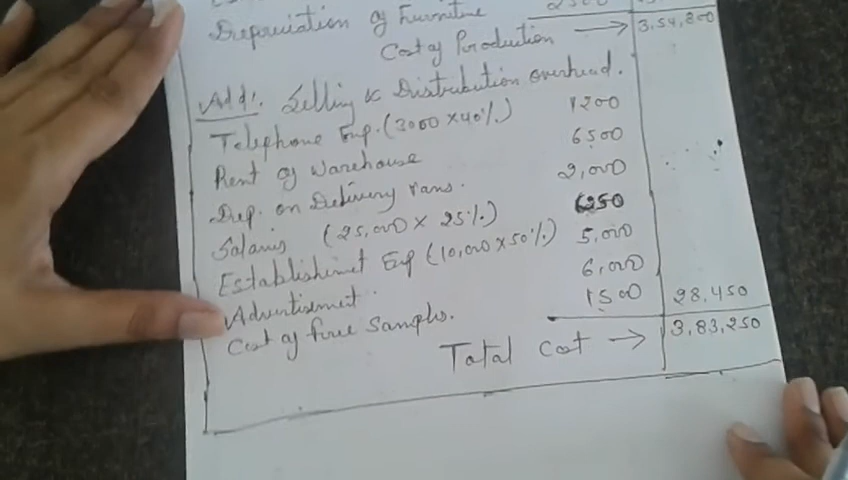 Depreciation of Furniture 2500
Cost of Production → 3,54,800
Add: Selling & Distribution overhead.
Telephone Exp. (3000 x 40%) 1200
Rent of Warehouse 6500
Dep. on Delivery vans. 2,000
Salaries (25,000 x 25%) 6250
Establishment Exp (10,000 x 50%) 5,000
Advertisement. 6,000
Cost of free samples. 1500 28,450
Total cost → 3,83,250